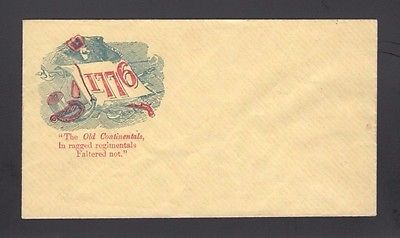 1776
"The Old Continentals,
In ragged regimentals
Faltered not."